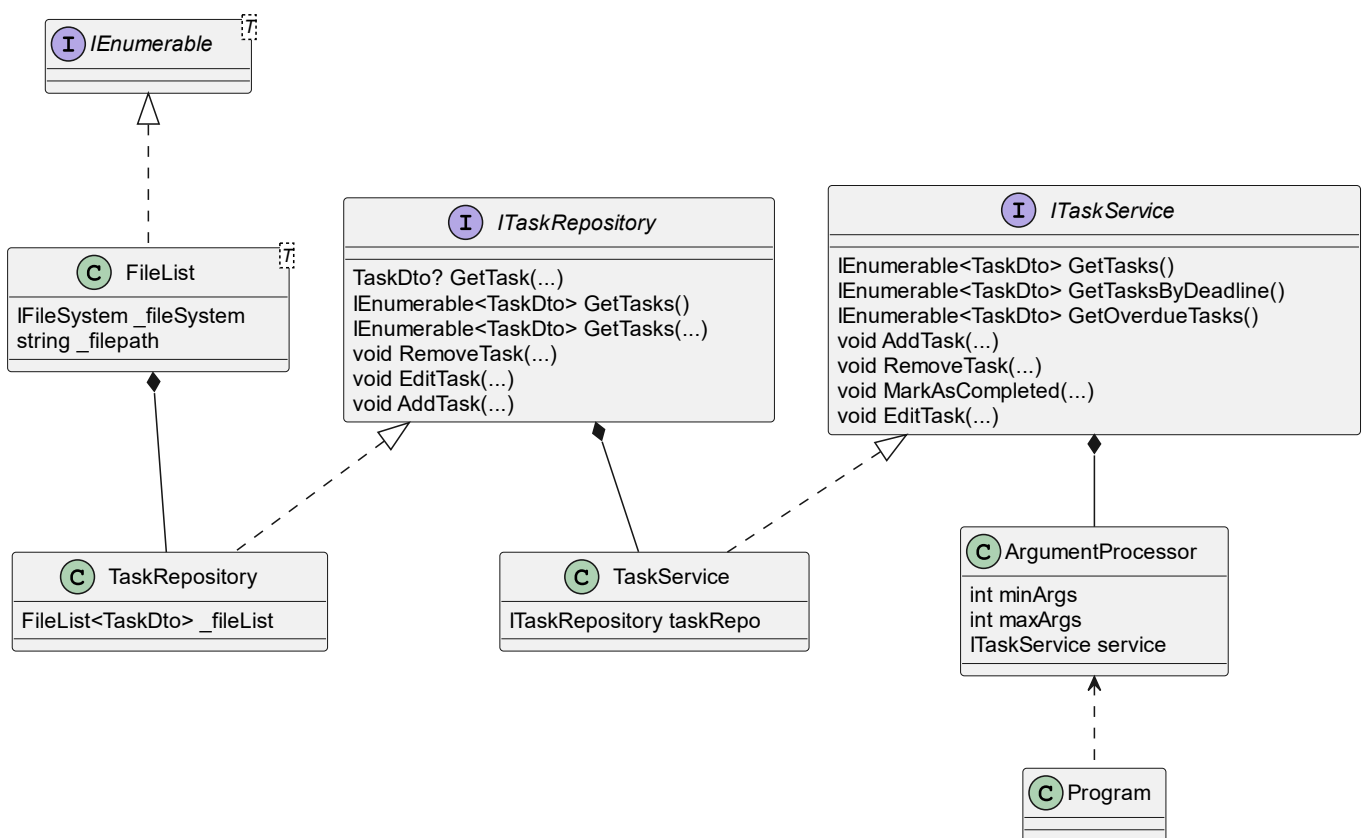 I IEnumerable
T
C FileList
T
IFileSystem _fileSystem
string _filepath
I ITaskRepository
TaskDto? GetTask(...)
IEnumerable<TaskDto> GetTasks()
IEnumerable<TaskDto> GetTasks(...)
void RemoveTask(...)
void EditTask(...)
void AddTask(...)
I ITaskService
IEnumerable<TaskDto> GetTasks()
IEnumerable<TaskDto> GetTasksByDeadline()
IEnumerable<TaskDto> GetOverdueTasks()
void AddTask(...)
void RemoveTask(...)
void MarkAsCompleted(...)
void EditTask(...)
C TaskRepository
FileList<TaskDto> _fileList
C TaskService
ITaskRepository taskRepo
C ArgumentProcessor
int minArgs
int maxArgs
ITaskService service
C Program